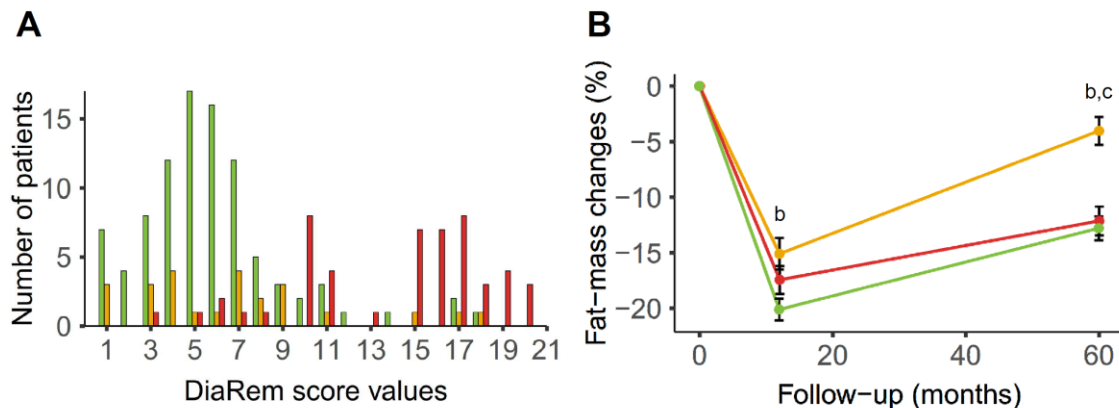 A
Number of patients
15
10
5
0
1 3 5 7 9 11 13 15 17 19 21
DiaRem score values
B
Fat−mass changes (%)
0
−5
−10
−15
−20
b
b,c
0 20 40 60
Follow−up (months)